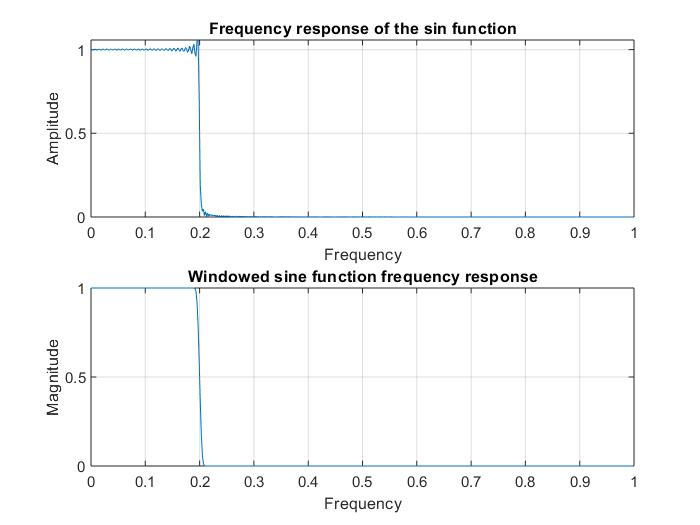 Frequency response of the sin function
1
0.5
0
Amplitude
0 0.1 0.2 0.3 0.4 0.5 0.6 0.7 0.8 0.9 1
Frequency
Windowed sine function frequency response
1
0.5
0
Magnitude
0 0.1 0.2 0.3 0.4 0.5 0.6 0.7 0.8 0.9 1
Frequency